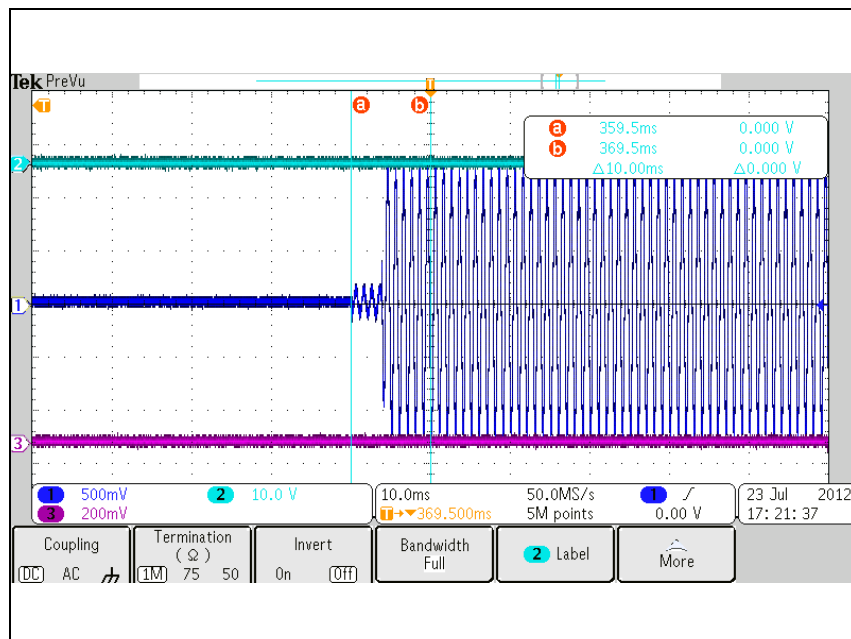 Tek PreVu
T
T
a b
a 359.5ms 0.000 V
b 369.5ms 0.000 V
△10.00ms △0.000 V
2
1
3
1 500mV 2 10.0 V
3 200mV
10.0ms 50.0MS/s 1 0.00 V
T→▼369.500ms 5M points
23 Jul 2012
17:21:37
Coupling
DC AC
Termination
(Ω)
1M 75 50
Invert
On Off
Bandwidth
Full
2 Label
More